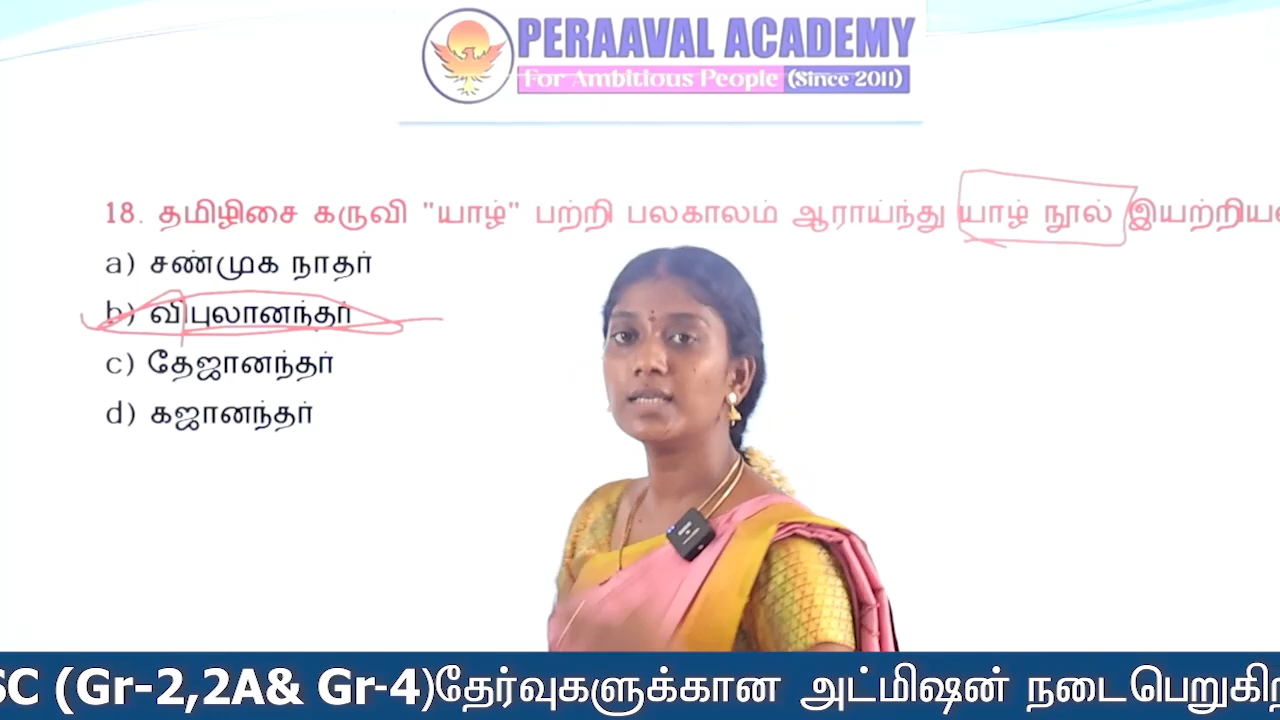 PERAAVAL ACADEMY
For Ambitious People (Since 2011)
18. தமிழிசை கருவி "யாழ்" பற்றி பலகாலம் ஆராய்ந்து யாழ் நூல்
a) சண்முக நாதர்
b) விபுலானந்தர்
c) தேஜானந்தர்
d) கஜானந்தர்
(Gr-2,2A& Gr-4)தேர்வுகளுக்கான அட்மிஷன்